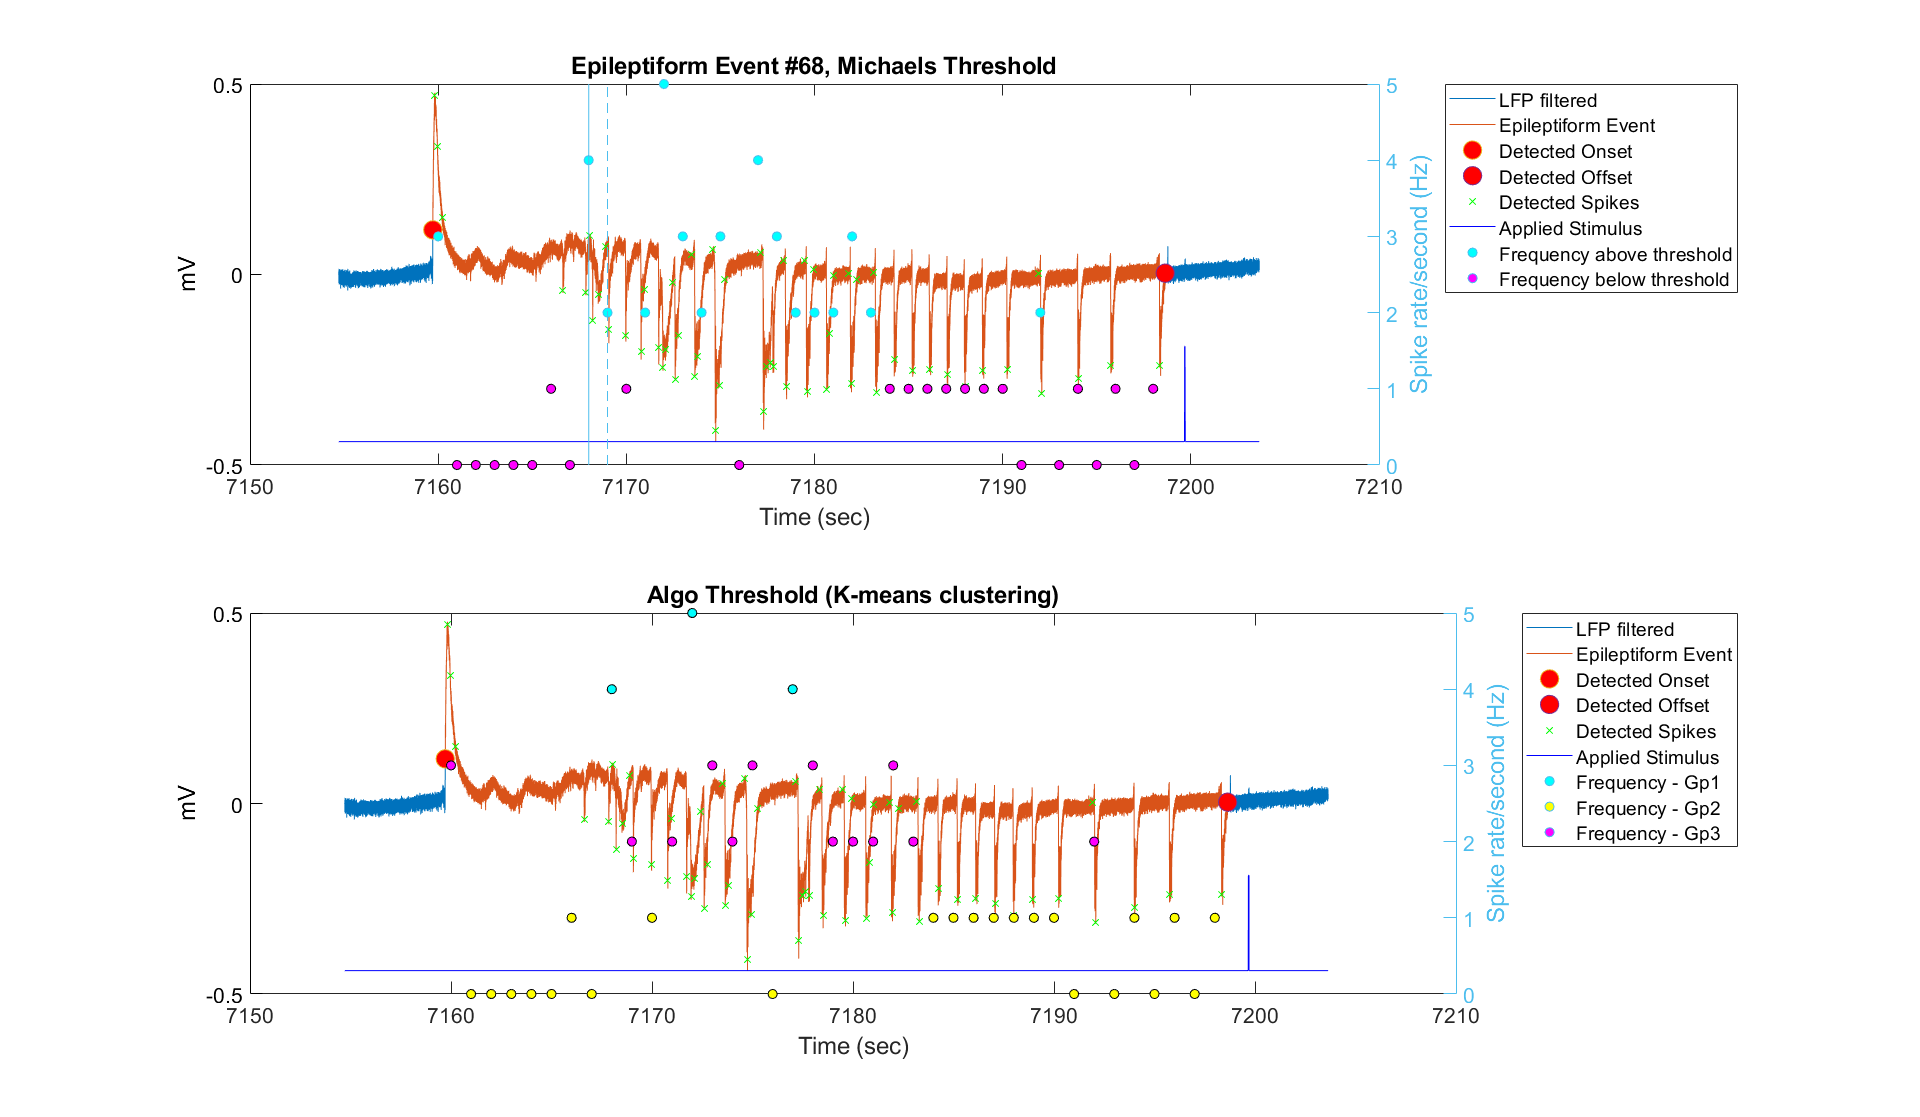 Epileptiform Event #68, Michaels Threshold
0.5
0
-0.5
mV
7150
7160
7170
7180
7190
7200
7210
Time (sec)
5
4
3
2
1
0
Spike rate/second (Hz)
LFP filtered
Epileptiform Event
Detected Onset
Detected Offset
Detected Spikes
Applied Stimulus
Frequency above threshold
Frequency below threshold
Algo Threshold (K-means clustering)
0.5
0
-0.5
mV
7150
7160
7170
7180
7190
7200
7210
Time (sec)
5
4
3
2
1
0
Spike rate/second (Hz)
LFP filtered
Epileptiform Event
Detected Onset
Detected Offset
Detected Spikes
Applied Stimulus
Frequency - Gp1
Frequency - Gp2
Frequency - Gp3